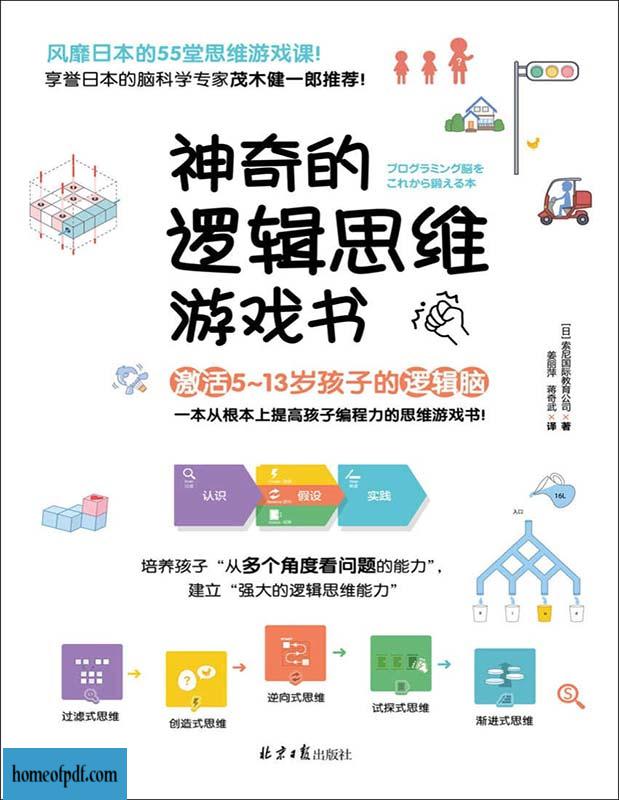 风靡日本的55堂思维游戏课!
享誉日本的脑科学专家茂木健一郎推荐!
神奇的
プログラミング脳を
これから鍛える本
逻辑思维
游戏书
[日]索尼国际教育公司×著
姜丽萍 蒋奇武×译
激活5~13岁孩子的逻辑脑
一本从根本上提高孩子编程力的思维游戏书!
认识
假设
实践
16L
入口
培养孩子“从多个角度看问题的能力”,
建立“强大的逻辑思维能力”
START
过滤式思维
创造式思维
逆向式思维
试探式思维
渐进式思维
北京日报出版社
homeofpdf.com